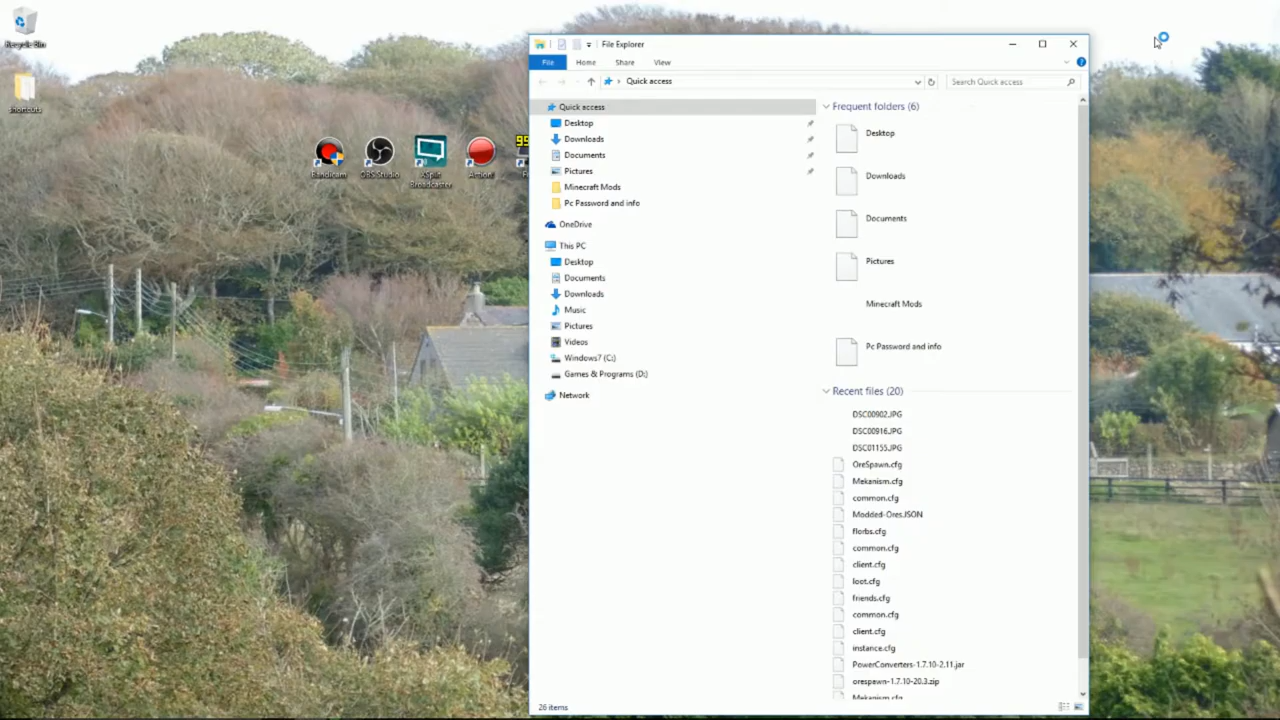 Recycle Bin
shortcuts
Bandicam
OBS Studio
XSplit
Broadcaster
Action!
99
File Explorer
File Home Share View
Quick access
Search Quick access
Quick access
Desktop
Downloads
Documents
Pictures
Minecraft Mods
Pc Password and info
OneDrive
This PC
Desktop
Documents
Downloads
Music
Pictures
Videos
Windows7 (C:)
Games & Programs (D:)
Network
Frequent folders (6)
Desktop
Downloads
Documents
Pictures
Minecraft Mods
Pc Password and info
Recent files (20)
DSC00902.JPG
DSC00916.JPG
DSC01155.JPG
OreSpawn.cfg
Mekanism.cfg
common.cfg
Modded-Ores.JSON
florbs.cfg
common.cfg
client.cfg
loot.cfg
friends.cfg
common.cfg
client.cfg
instance.cfg
PowerConverters-1.7.10-2.11.jar
orespawn-1.7.10-20.3.zip
Mekanism.cfg
26 items